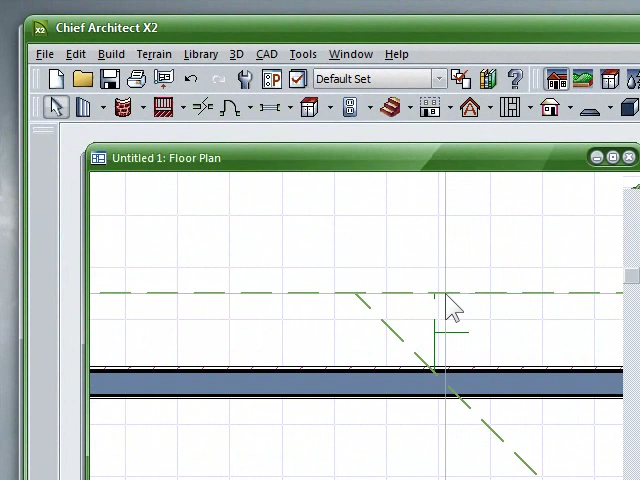 Chief Architect X2
File Edit Build Terrain Library 3D CAD Tools Window Help
Default Set
Untitled 1: Floor Plan